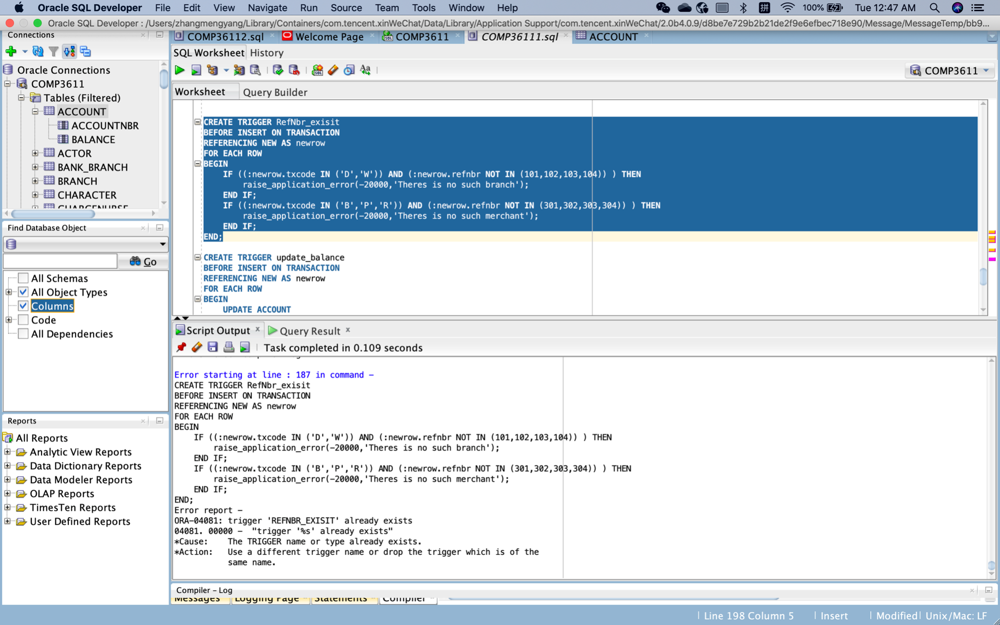 Oracle SQL Developer File Edit View Navigate Run Source Team Tools Window Help 拼 100% Tue 12:47 AM
Oracle SQL Developer : /Users/zhangmengyang/Library/Containers/com.tencent.xinWeChat/Data/Library/Application Support/com.tencent.xinWeChat/2.0b4.0.9/d8be7e729b2b21de2f9e6efbec718e90/Message/MessageTemp/bb9...
Connections
Oracle Connections
COMP3611
Tables (Filtered)
ACCOUNT
ACCOUNTNBR
BALANCE
ACTOR
BANK_BRANCH
BRANCH
CHARACTER
CHARGENURSE
Find Database Object
Go
All Schemas
All Object Types
Columns
Code
All Dependencies
Reports
All Reports
Analytic View Reports
Data Dictionary Reports
Data Modeler Reports
OLAP Reports
TimesTen Reports
User Defined Reports
COMP36112.sql Welcome Page COMP3611 COMP36111.sql ACCOUNT
SQL Worksheet History
COMP3611
Worksheet Query Builder
CREATE TRIGGER RefNbr_exisit
BEFORE INSERT ON TRANSACTION
REFERENCING NEW AS newrow
FOR EACH ROW
BEGIN
IF ((:newrow.txcode IN ('D','W')) AND (:newrow.refnbr NOT IN (101,102,103,104)) ) THEN
raise_application_error(-20000,'Theres is no such branch');
END IF;
IF ((:newrow.txcode IN ('B','P','R')) AND (:newrow.refnbr NOT IN (301,302,303,304)) ) THEN
raise_application_error(-20000,'Theres is no such merchant');
END IF;
END;
CREATE TRIGGER update_balance
BEFORE INSERT ON TRANSACTION
REFERENCING NEW AS newrow
FOR EACH ROW
BEGIN
UPDATE ACCOUNT
Script Output Query Result
Task completed in 0.109 seconds
Error starting at line : 187 in command -
CREATE TRIGGER RefNbr_exisit
BEFORE INSERT ON TRANSACTION
REFERENCING NEW AS newrow
FOR EACH ROW
BEGIN
IF ((:newrow.txcode IN ('D','W')) AND (:newrow.refnbr NOT IN (101,102,103,104)) ) THEN
raise_application_error(-20000,'Theres is no such branch');
END IF;
IF ((:newrow.txcode IN ('B','P','R')) AND (:newrow.refnbr NOT IN (301,302,303,304)) ) THEN
raise_application_error(-20000,'Theres is no such merchant');
END IF;
END;
Error report -
ORA-04081: trigger 'REFNBR_EXISIT' already exists
04081. 00000 - "trigger '%s' already exists"
*Cause: The TRIGGER name or type already exists.
*Action: Use a different trigger name or drop the trigger which is of the
same name.
Compiler - Log
Messages Logging Page Statements Compiler
Line 198 Column 5 Insert Modified Unix/Mac: LF